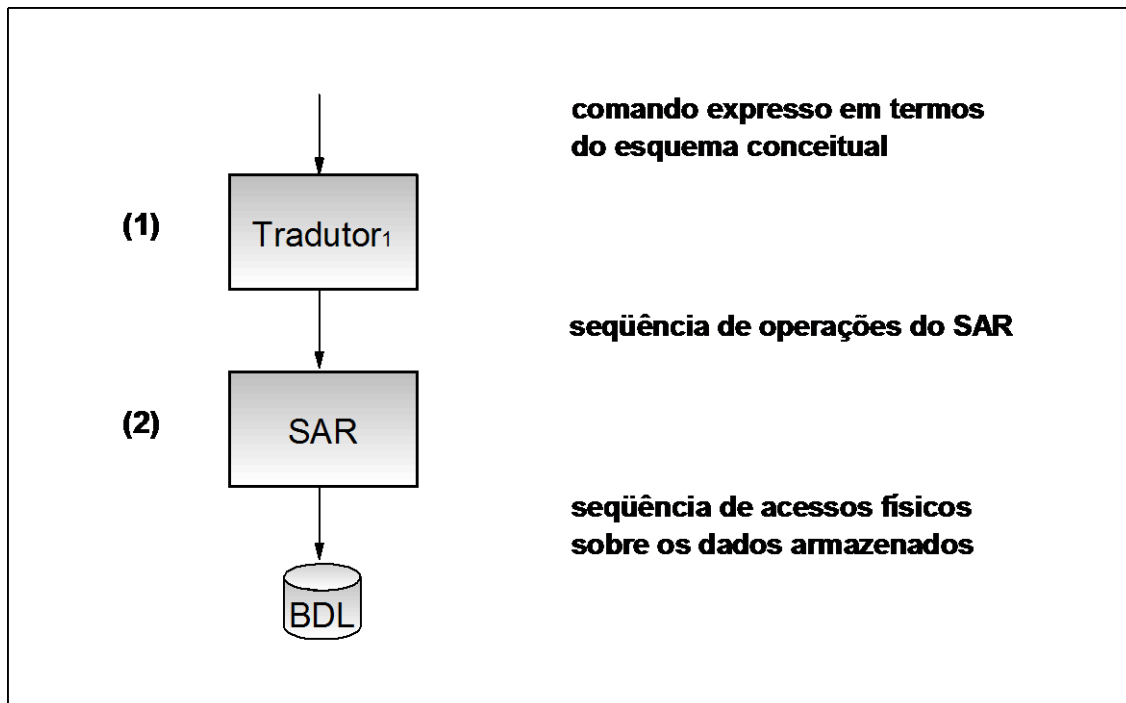 comando expresso em termos
do esquema conceitual
(1)
Tradutor₁
seqüência de operações do SAR
(2)
SAR
seqüência de acessos físicos
sobre os dados armazenados
BDL